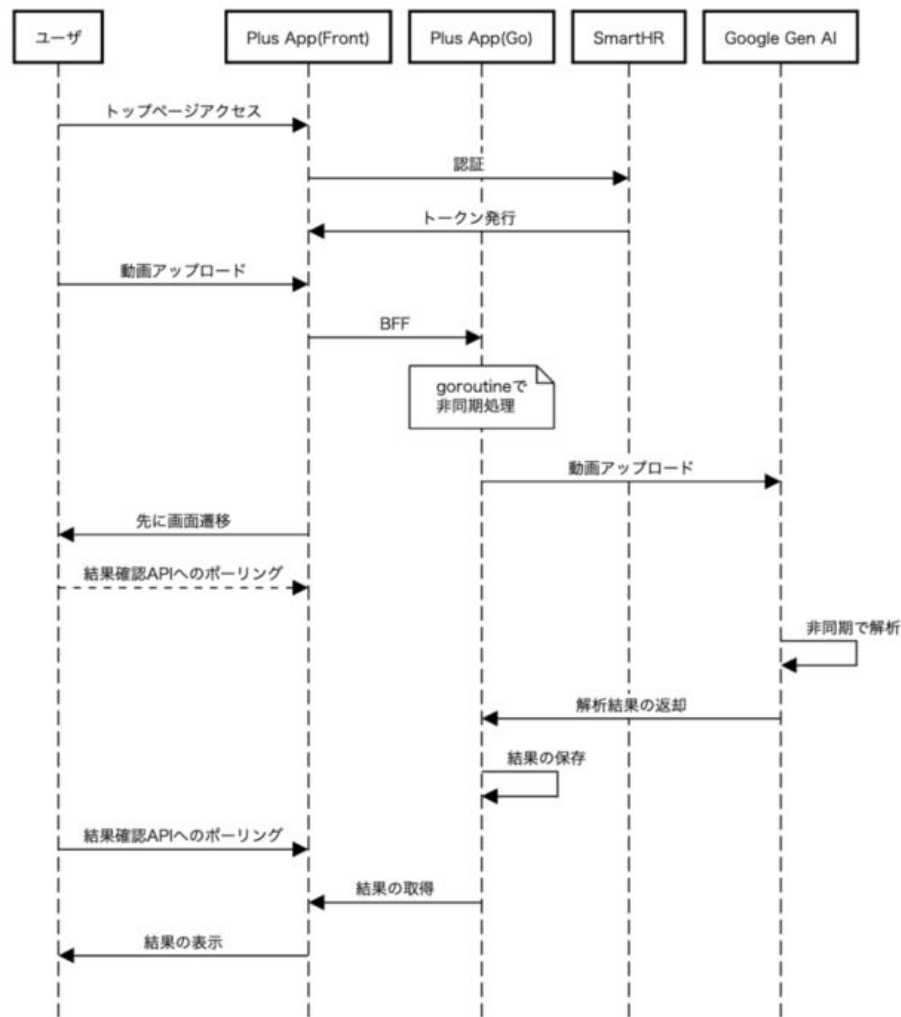 ユーザ
Plus App(Front)
Plus App(Go)
SmartHR
Google Gen AI
トップページアクセス
認証
トークン発行
動画アップロード
BFF
goroutineで
非同期処理
動画アップロード
先に画面遷移
結果確認APIへのポーリング
非同期で解析
解析結果の返却
結果の保存
結果確認APIへのポーリング
結果の取得
結果の表示